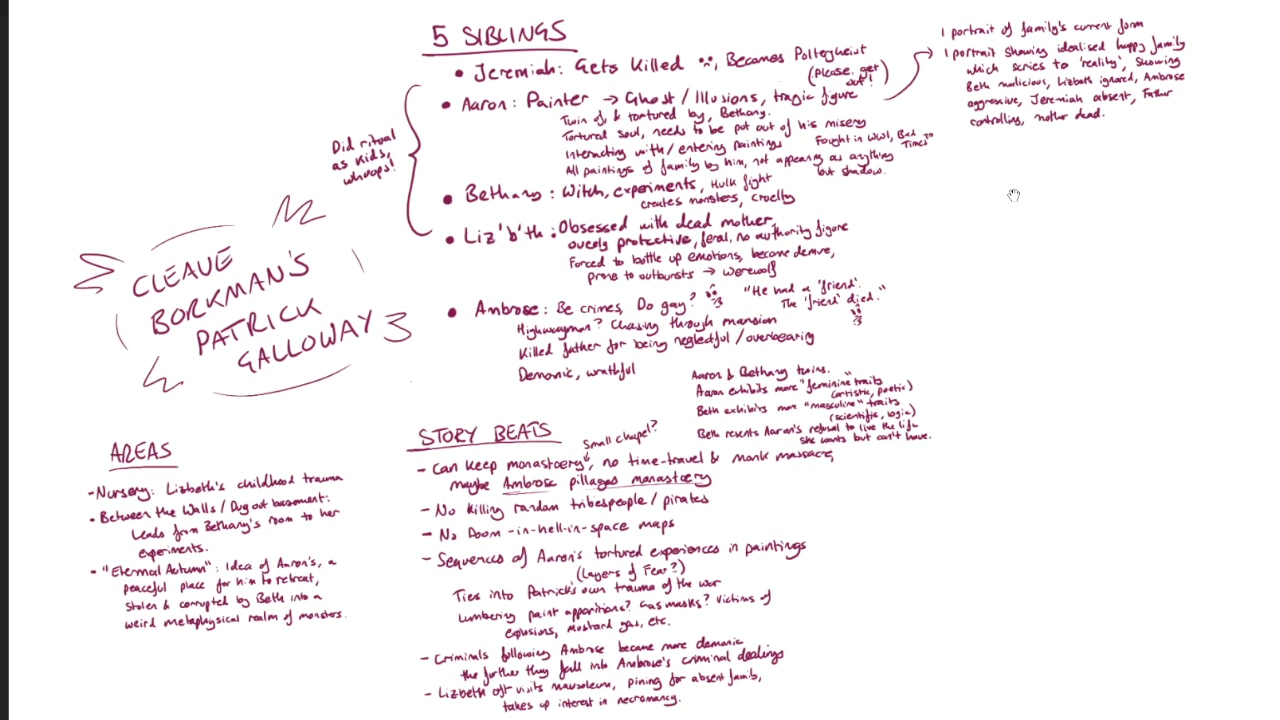 5 SIBLINGS
• Jeremiah: Gets Killed :( , Becomes Poltergheist
(Please, get out!)
• Aaron: Painter → Ghost / Illusions, tragic figure
Twin of, & tortured by, Bethany.
Tortured soul, needs to be put out of his misery
Interacting with/entering paintings
Fought in WWI, Bad Times™
All paintings of family by him, not appearing as anything
but shadow.
1 portrait of family's current form
1 portrait showing idealised happy family
which scries to 'reality', showing
Beth malicious, Lizbeth ignored, Ambrose
aggressive, Jeremiah absent, Father
controlling, mother dead.
Did ritual
as kids,
whoops!
• Bethany: Witch, experiments, Hulk fight
creates monsters, cruelty
• Liz'b'th: Obsessed with dead mother,
overly protective, feral, no authority figure
Forced to bottle up emotions, become demure,
prone to outbursts → werewolf
• Ambrose: Be crimes, Do gay?
"He had a 'friend'.
The 'friend' died."
Highwayman? Chasing through mansion
Killed father for being neglectful/overbearing
Demonic, wrathful
Aaron & Bethany twins.
Aaron exhibits more "feminine" traits
(artistic, poetic)
Beth exhibits more "masculine" traits
(scientific, logic)
Beth resents Aaron's refusal to live the life
she wants but can't have.
CLEAVE
BORKMAN'S
PATRICK
GALLOWAY 3
AREAS
- Nursery: Lizbeth's childhood trauma
- Between the Walls / Dug out basement:
Leads from Bethany's room to her
experiments.
• "Eternal Autumn": Idea of Aaron's, a
peaceful place for him to retreat,
stolen & corrupted by Beth into a
weird metaphysical realm of monsters.
STORY BEATS
small chapel?
- Can keep monastoery, no time-travel & monk massacre,
maybe Ambrose pillages monastoery
- No killing random tribespeople/pirates
- No Doom-in-hell-in-space maps
- Sequences of Aaron's tortured experiences in paintings
(Layers of Fear?)
Ties into Patrick's own trauma of the war
Lumbering paint apparitions? Gas masks? Victims of
explosions, mustard gas, etc.
- Criminals following Ambrose became more demonic
the further they fall into Ambrose's criminal dealings
- Lizbeth oft visits mausoleum, pining for absent family,
takes up interest in necromancy.